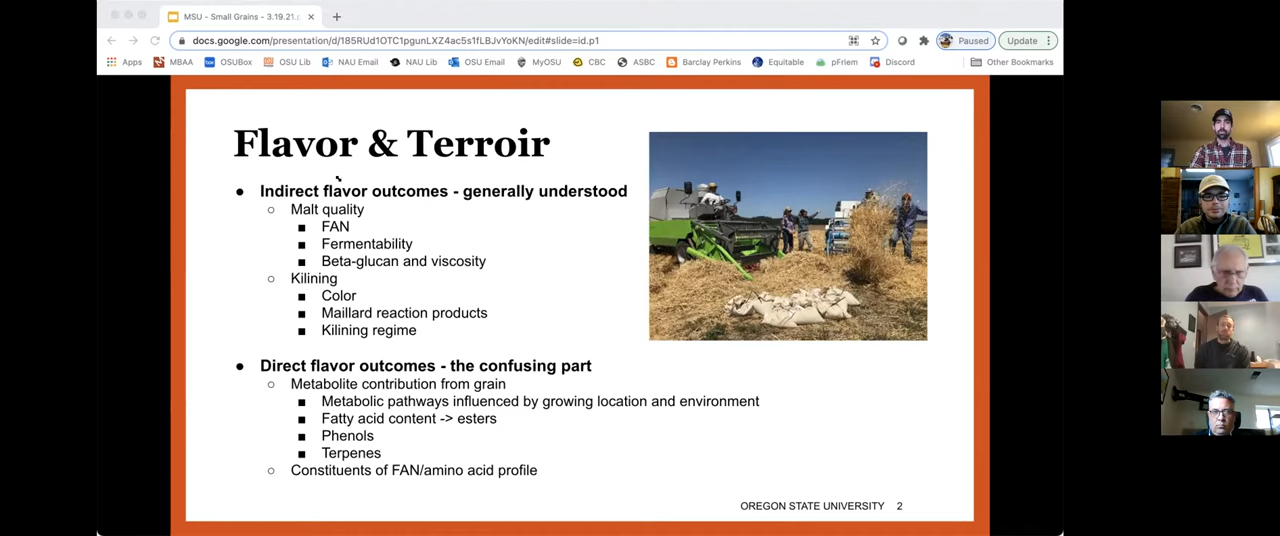 MSU - Small Grains - 3.19.21.p
docs.google.com/presentation/d/185RUd1OTC1pgunLXZ4ac5s1fLBJvYoKN/edit#slide=id.p1
Paused
Update
Apps
MBAA
OSUBox
OSU Lib
NAU Email
NAU Lib
OSU Email
MyOSU
CBC
ASBC
Barclay Perkins
Equitable
pFriem
Discord
Other Bookmarks
Flavor & Terroir
● Indirect flavor outcomes - generally understood
○ Malt quality
■ FAN
■ Fermentability
■ Beta-glucan and viscosity
○ Kilining
■ Color
■ Maillard reaction products
■ Kilining regime
● Direct flavor outcomes - the confusing part
○ Metabolite contribution from grain
■ Metabolic pathways influenced by growing location and environment
■ Fatty acid content -> esters
■ Phenols
■ Terpenes
○ Constituents of FAN/amino acid profile
OREGON STATE UNIVERSITY 2